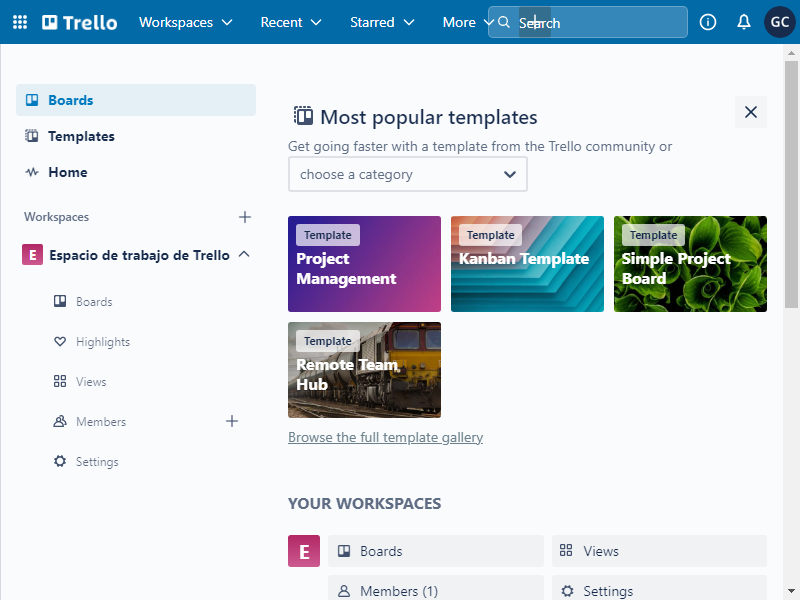 Trello
Workspaces
Recent
Starred
More
Search
GC
Boards
Templates
Home
Workspaces
E
Espacio de trabajo de Trello
Boards
Highlights
Views
Members
Settings
Most popular templates
Get going faster with a template from the Trello community or
choose a category
Template
Project
Management
Template
Kanban Template
Template
Simple Project
Board
Template
Remote Team
Hub
Browse the full template gallery
YOUR WORKSPACES
E
Boards
Views
Members (1)
Settings